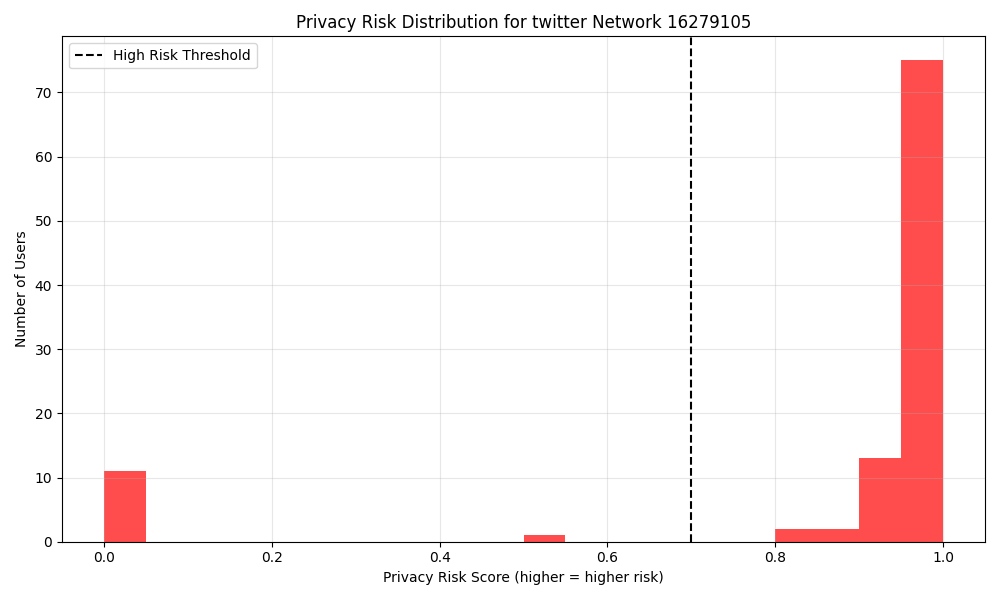 Privacy Risk Distribution for twitter Network 16279105
High Risk Threshold
Number of Users
70
60
50
40
30
20
10
0
0.0 0.2 0.4 0.6 0.8 1.0
Privacy Risk Score (higher = higher risk)